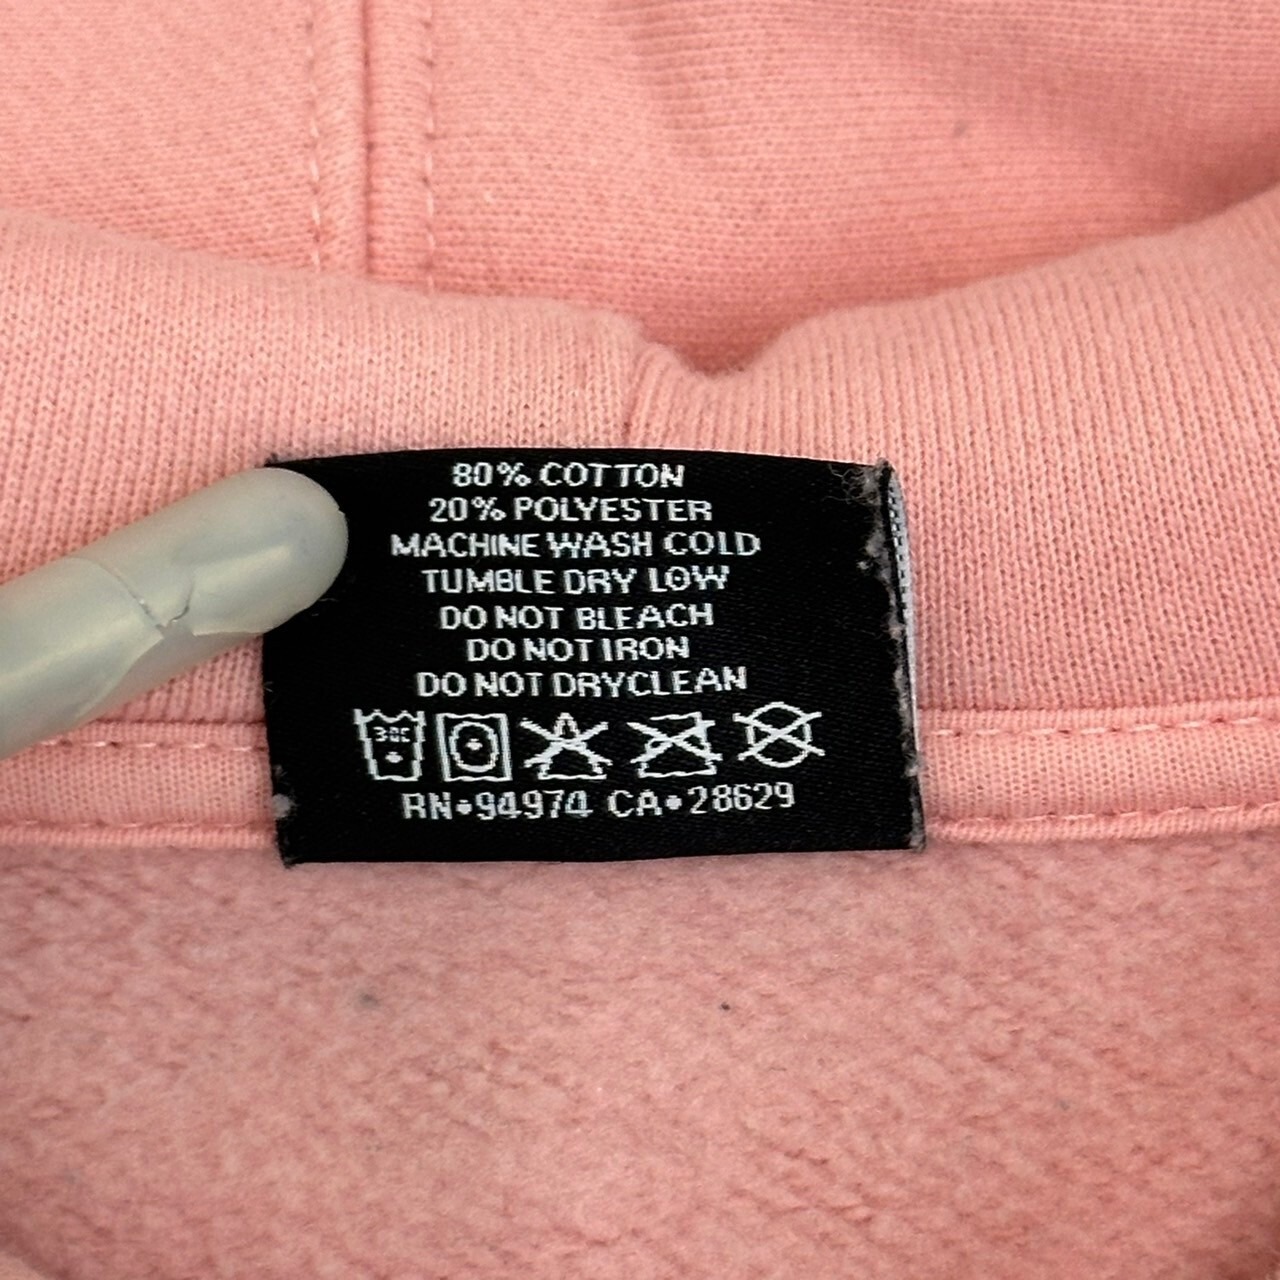 80% COTTON
20% POLYESTER
MACHINE WASH COLD
TUMBLE DRY LOW
DO NOT BLEACH
DO NOT IRON
DO NOT DRYCLEAN
30C
RN•94974 CA•28629